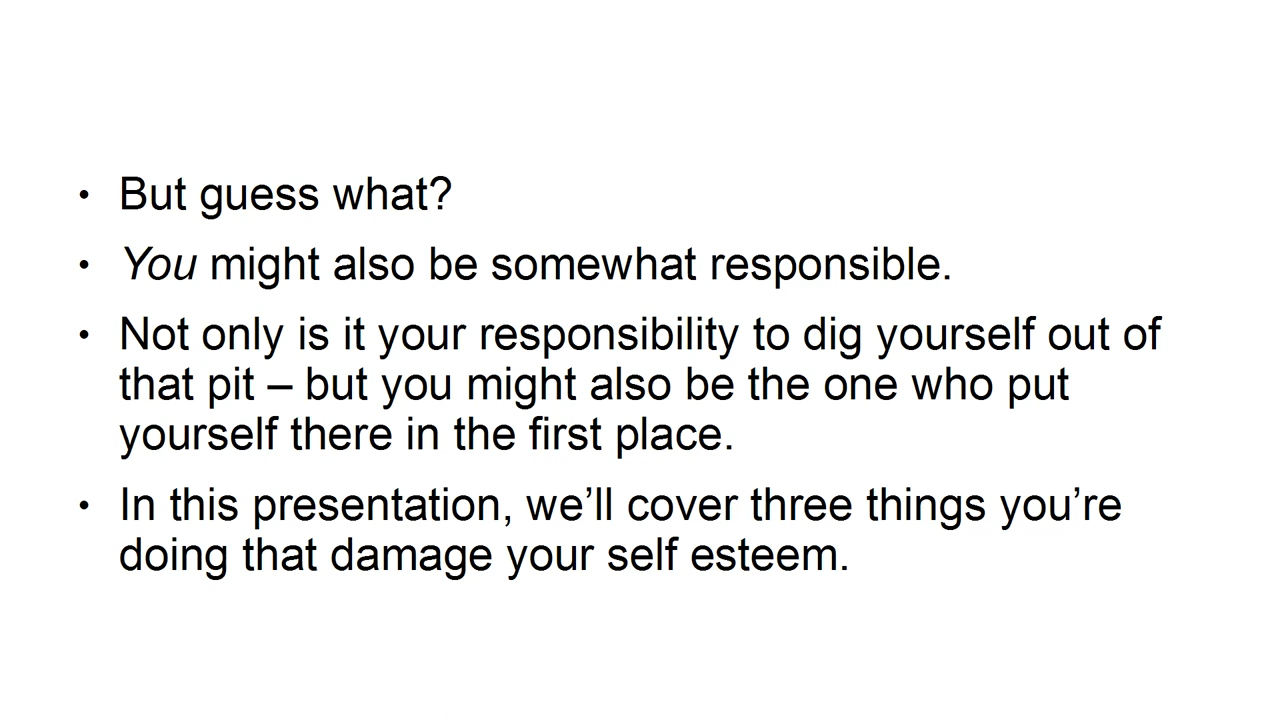 • But guess what?
• You might also be somewhat responsible.
• Not only is it your responsibility to dig yourself out of
that pit – but you might also be the one who put
yourself there in the first place.
• In this presentation, we’ll cover three things you’re
doing that damage your self esteem.